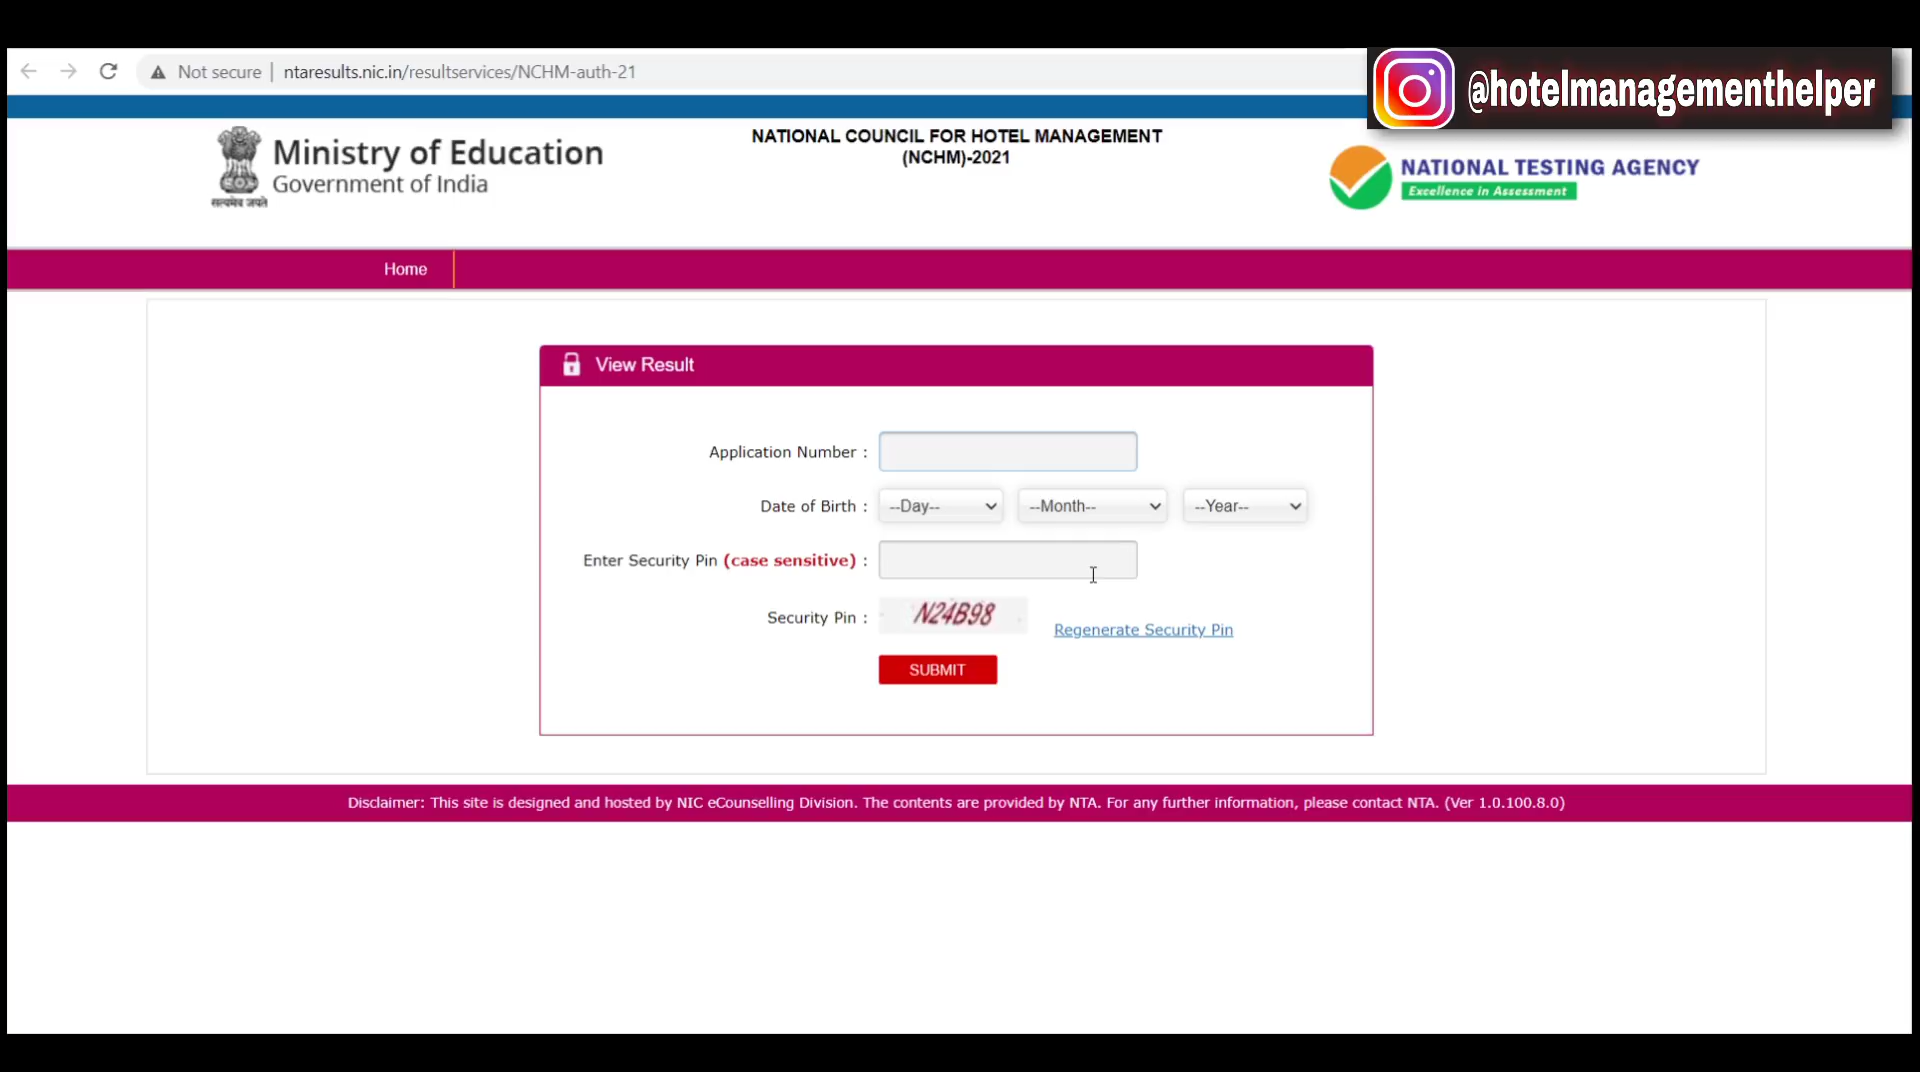 Not secure | ntaresults.nic.in/resultservices/NCHM-auth-21
@hotelmanagementhelper
Ministry of Education
Government of India
सत्यमेव जयते
NATIONAL COUNCIL FOR HOTEL MANAGEMENT
(NCHM)-2021
NATIONAL TESTING AGENCY
Excellence in Assessment
Home
View Result
Application Number :
Date of Birth : --Day-- --Month-- --Year--
Enter Security Pin (case sensitive) :
Security Pin : N24B98 Regenerate Security Pin
SUBMIT
Disclaimer: This site is designed and hosted by NIC eCounselling Division. The contents are provided by NTA. For any further information, please contact NTA. (Ver 1.0.100.8.0)